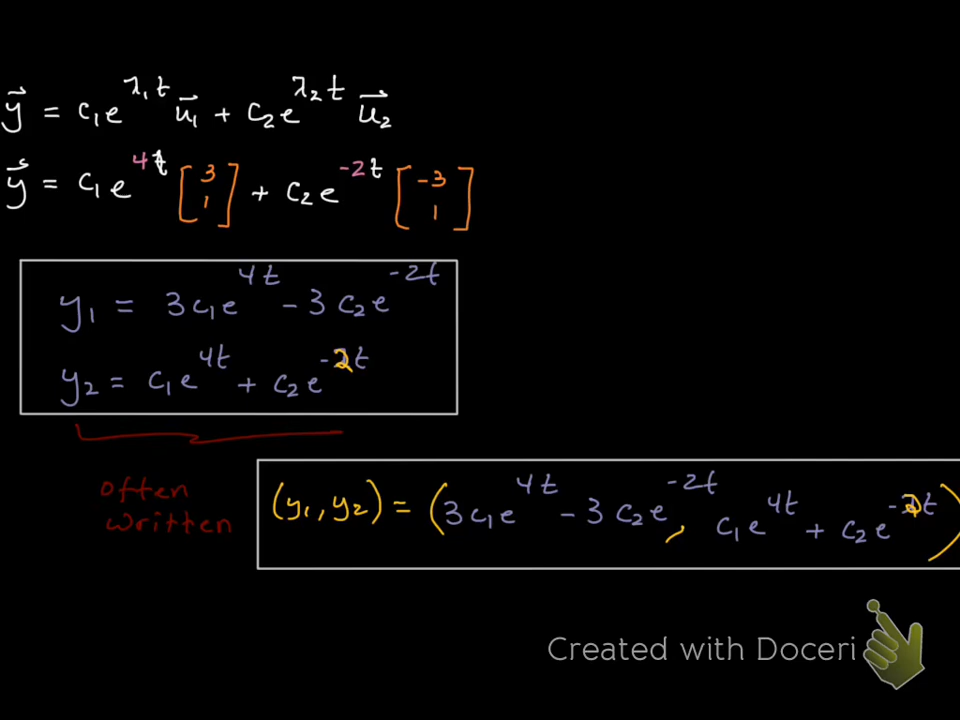 y⃗ = c₁e^λ₁t u⃗₁ + c₂e^λ₂t u⃗₂
y⃗ = c₁e^4t [3 1] + c₂e^-2t [-3 1]
y₁ = 3c₁e^4t - 3c₂e^-2t
y₂ = c₁e^4t + c₂e^-2t
often
written
(y₁, y₂) = (3c₁e^4t - 3c₂e^-2t, c₁e^4t + c₂e^-2t)
Created with Doceri